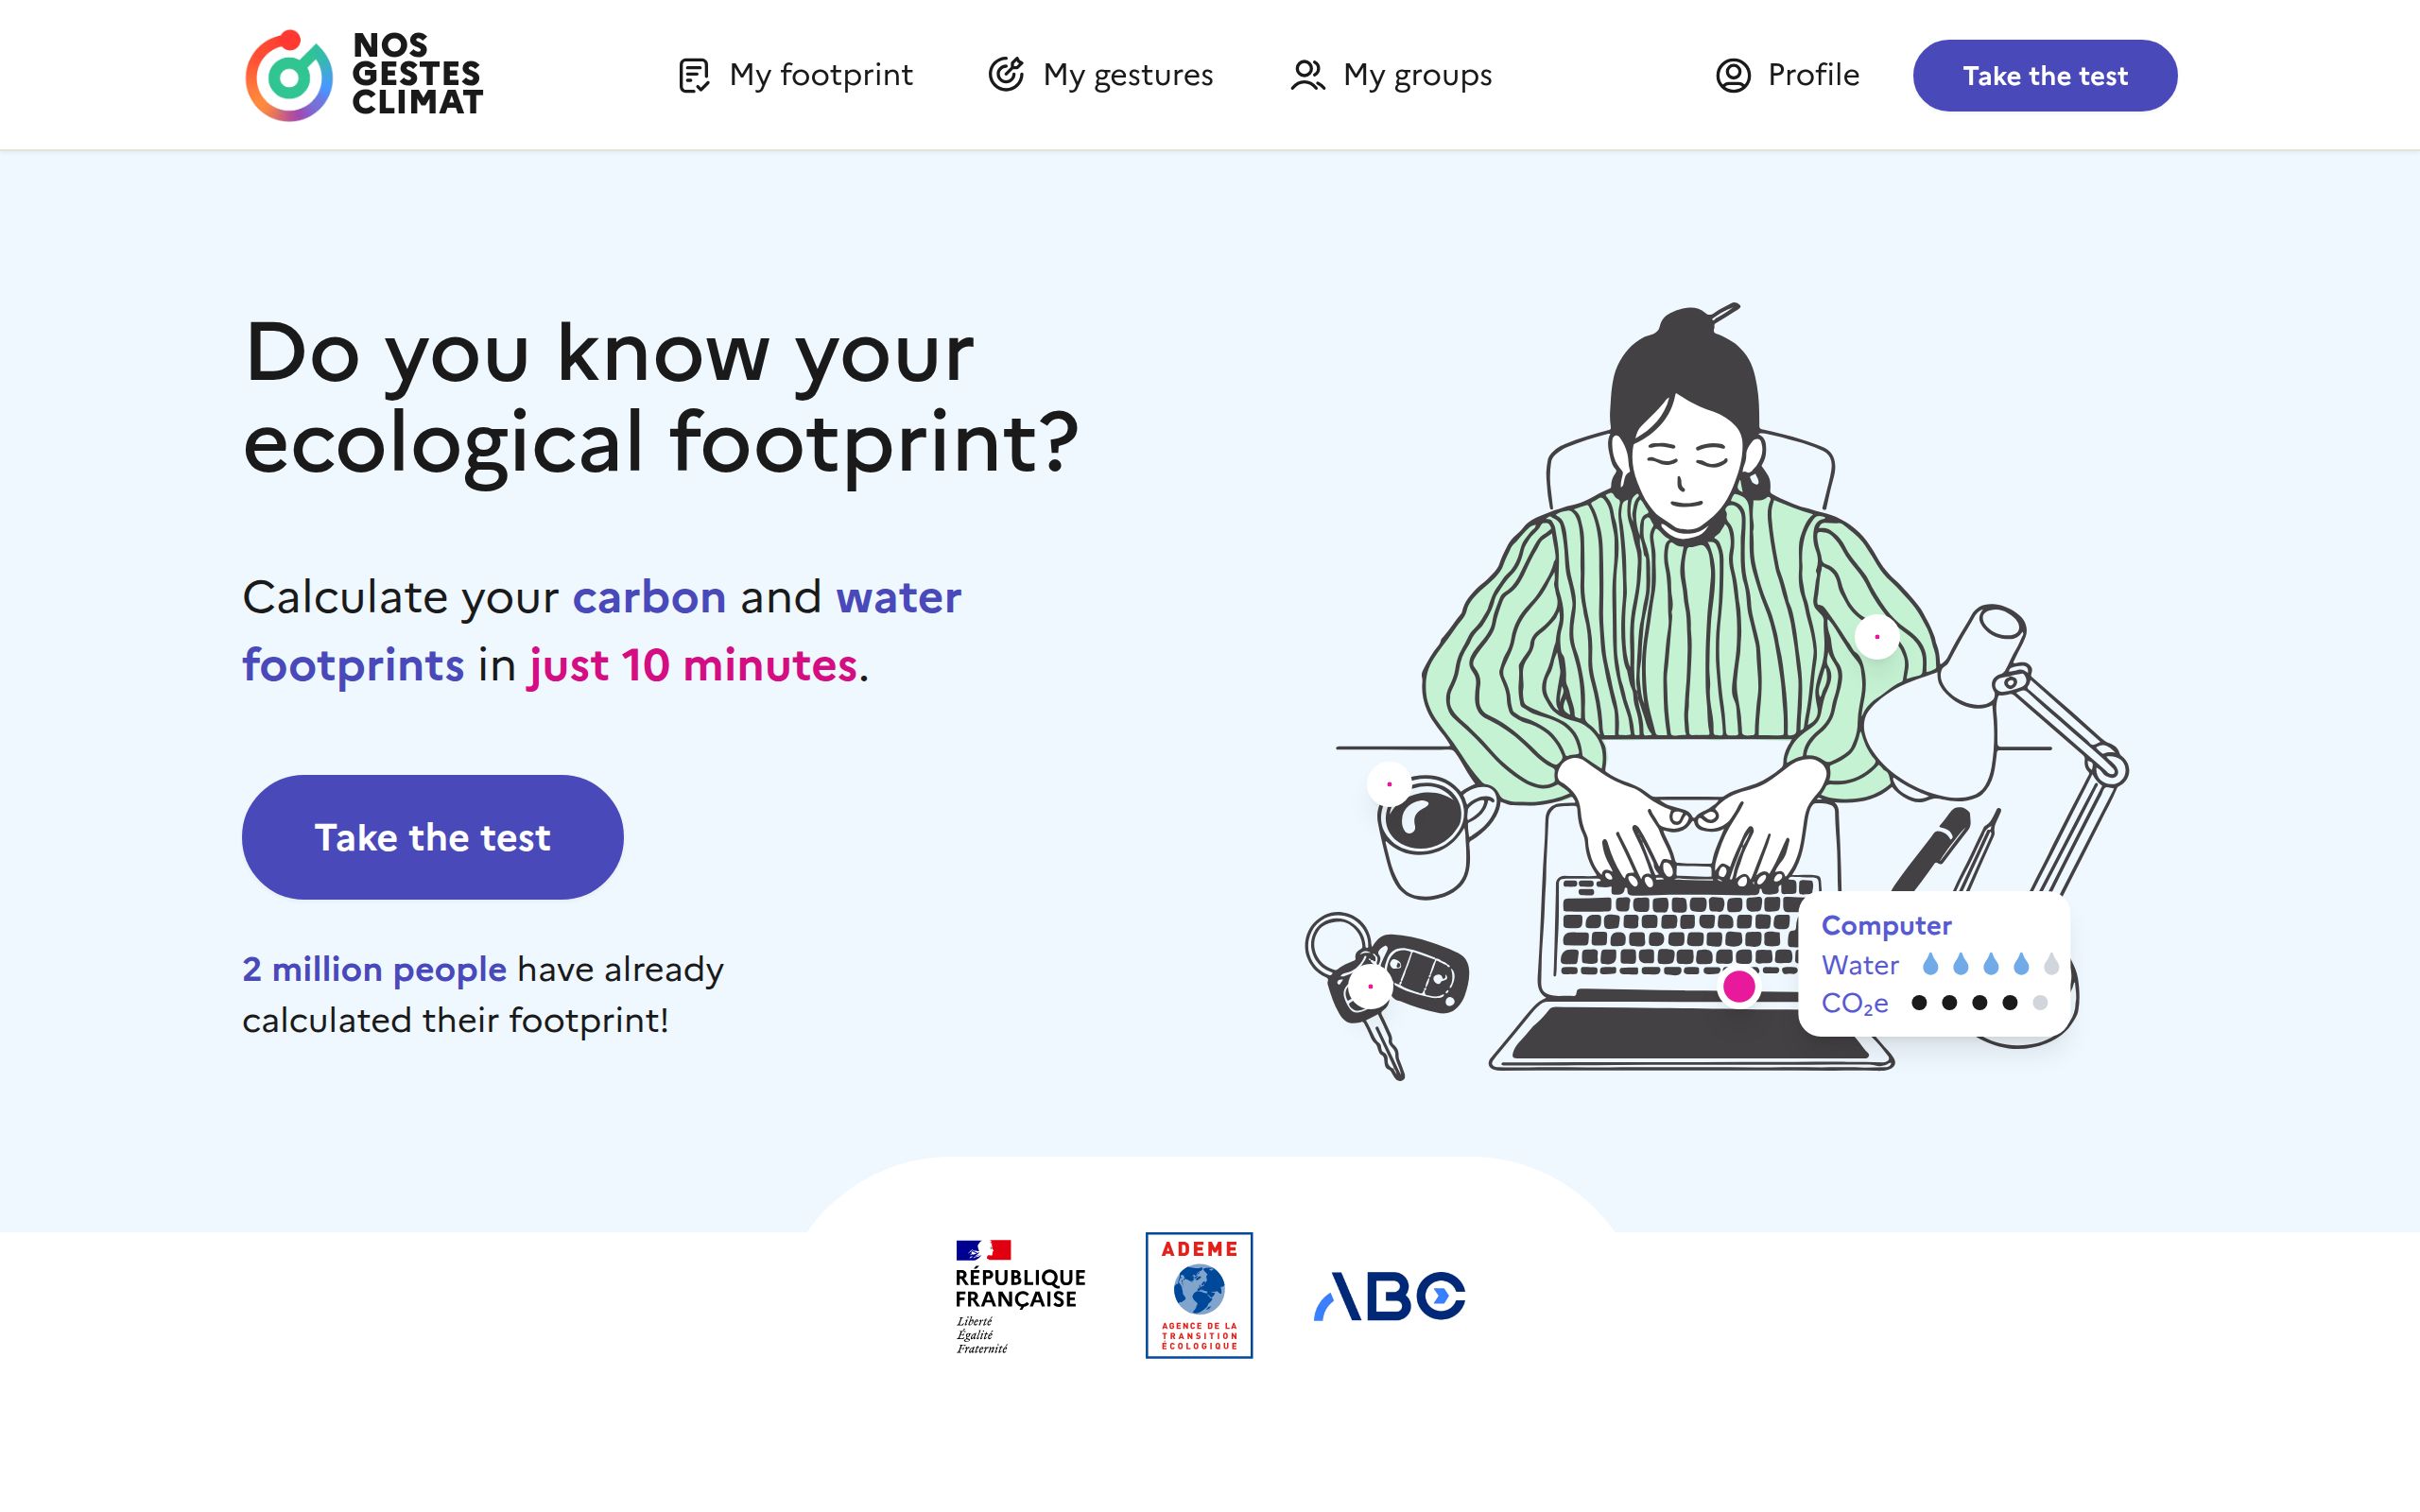 NOS
GESTES
CLIMAT
My footprint
My gestures
My groups
Profile
Take the test
Do you know your
ecological footprint?
Calculate your carbon and water
footprints in just 10 minutes.
Take the test
2 million people have already
calculated their footprint!
Computer
Water
CO₂e
RÉPUBLIQUE
FRANÇAISE
Liberté
Égalité
Fraternité
ADEME
AGENCE DE LA
TRANSITION
ÉCOLOGIQUE
ABC